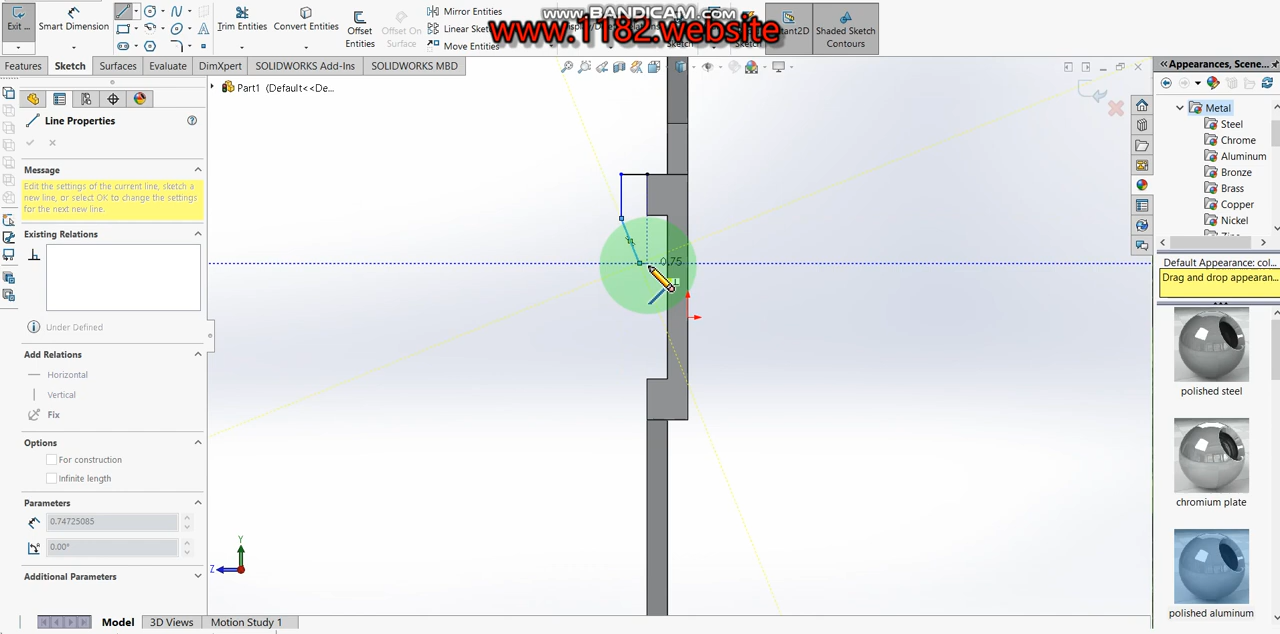 www.BANDICAM.com
www.1182.website
Exit ...
Smart Dimension
Trim Entities
Convert Entities
Offset
Entities
Offset On
Surface
Mirror Entities
Linear Sketc
Move Entities
Instant2D
Shaded Sketch
Contours
Features
Sketch
Surfaces
Evaluate
DimXpert
SOLIDWORKS Add-Ins
SOLIDWORKS MBD
Part1 (Default<<De...
Line Properties
Message
Edit the settings of the current line, sketch a
new line, or select OK to change the settings
for the next new line.
Existing Relations
Under Defined
Add Relations
Horizontal
Vertical
Fix
Options
For construction
Infinite length
Parameters
0.74725085
0.00°
Additional Parameters
0.75
Y
Z
Model
3D Views
Motion Study 1
Appearances, Scene...
Metal
Steel
Chrome
Aluminum
Bronze
Brass
Copper
Nickel
Default Appearance: col...
Drag and drop appearan...
polished steel
chromium plate
polished aluminum